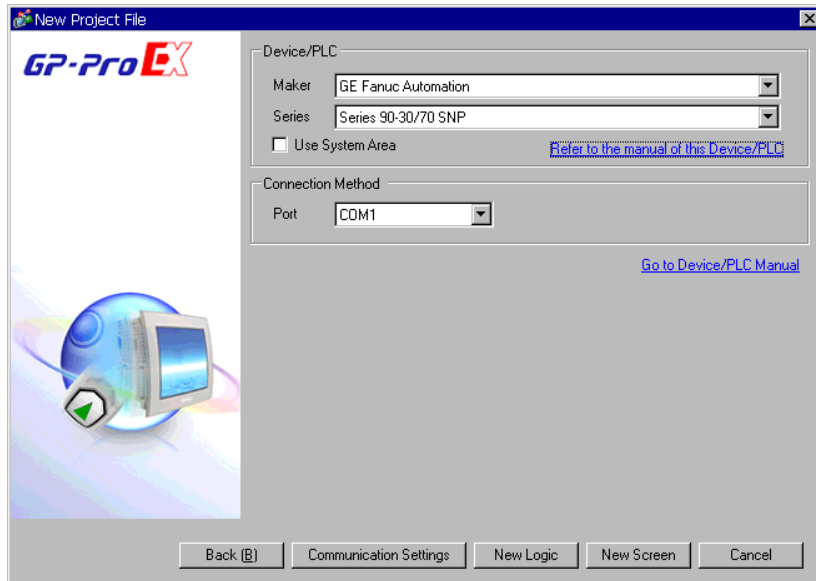 New Project File
GP-Pro EX
Device/PLC
Maker GE Fanuc Automation
Series Series 90-30/70 SNP
Use System Area Refer to the manual of this Device/PLC
Connection Method
Port COM1
Go to Device/PLC Manual
Back (B) Communication Settings New Logic New Screen Cancel